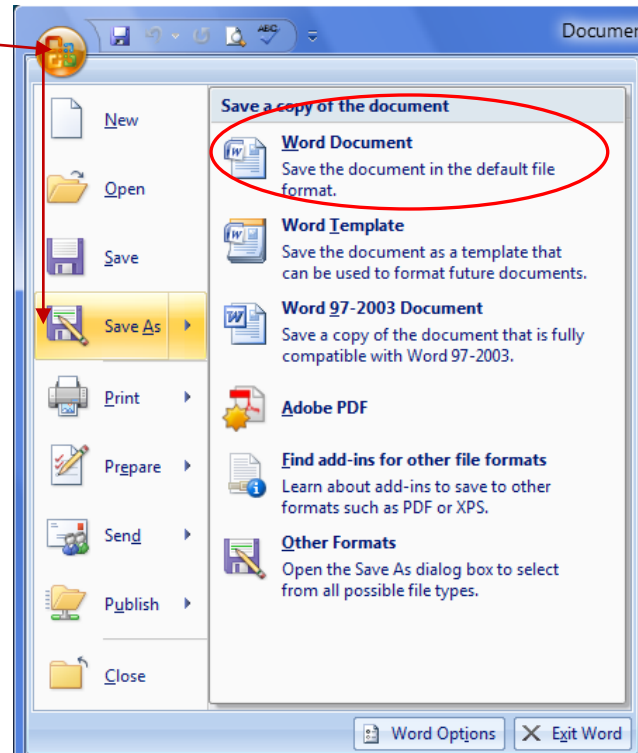 ABC
Documen
New
Open
Save
Save As
Print
Prepare
Send
Publish
Close
Save a copy of the document
Word Document
Save the document in the default file
format.
Word Template
Save the document as a template that
can be used to format future documents.
Word 97-2003 Document
Save a copy of the document that is fully
compatible with Word 97-2003.
Adobe PDF
Find add-ins for other file formats
Learn about add-ins to save to other
formats such as PDF or XPS.
Other Formats
Open the Save As dialog box to select
from all possible file types.
Word Options
Exit Word